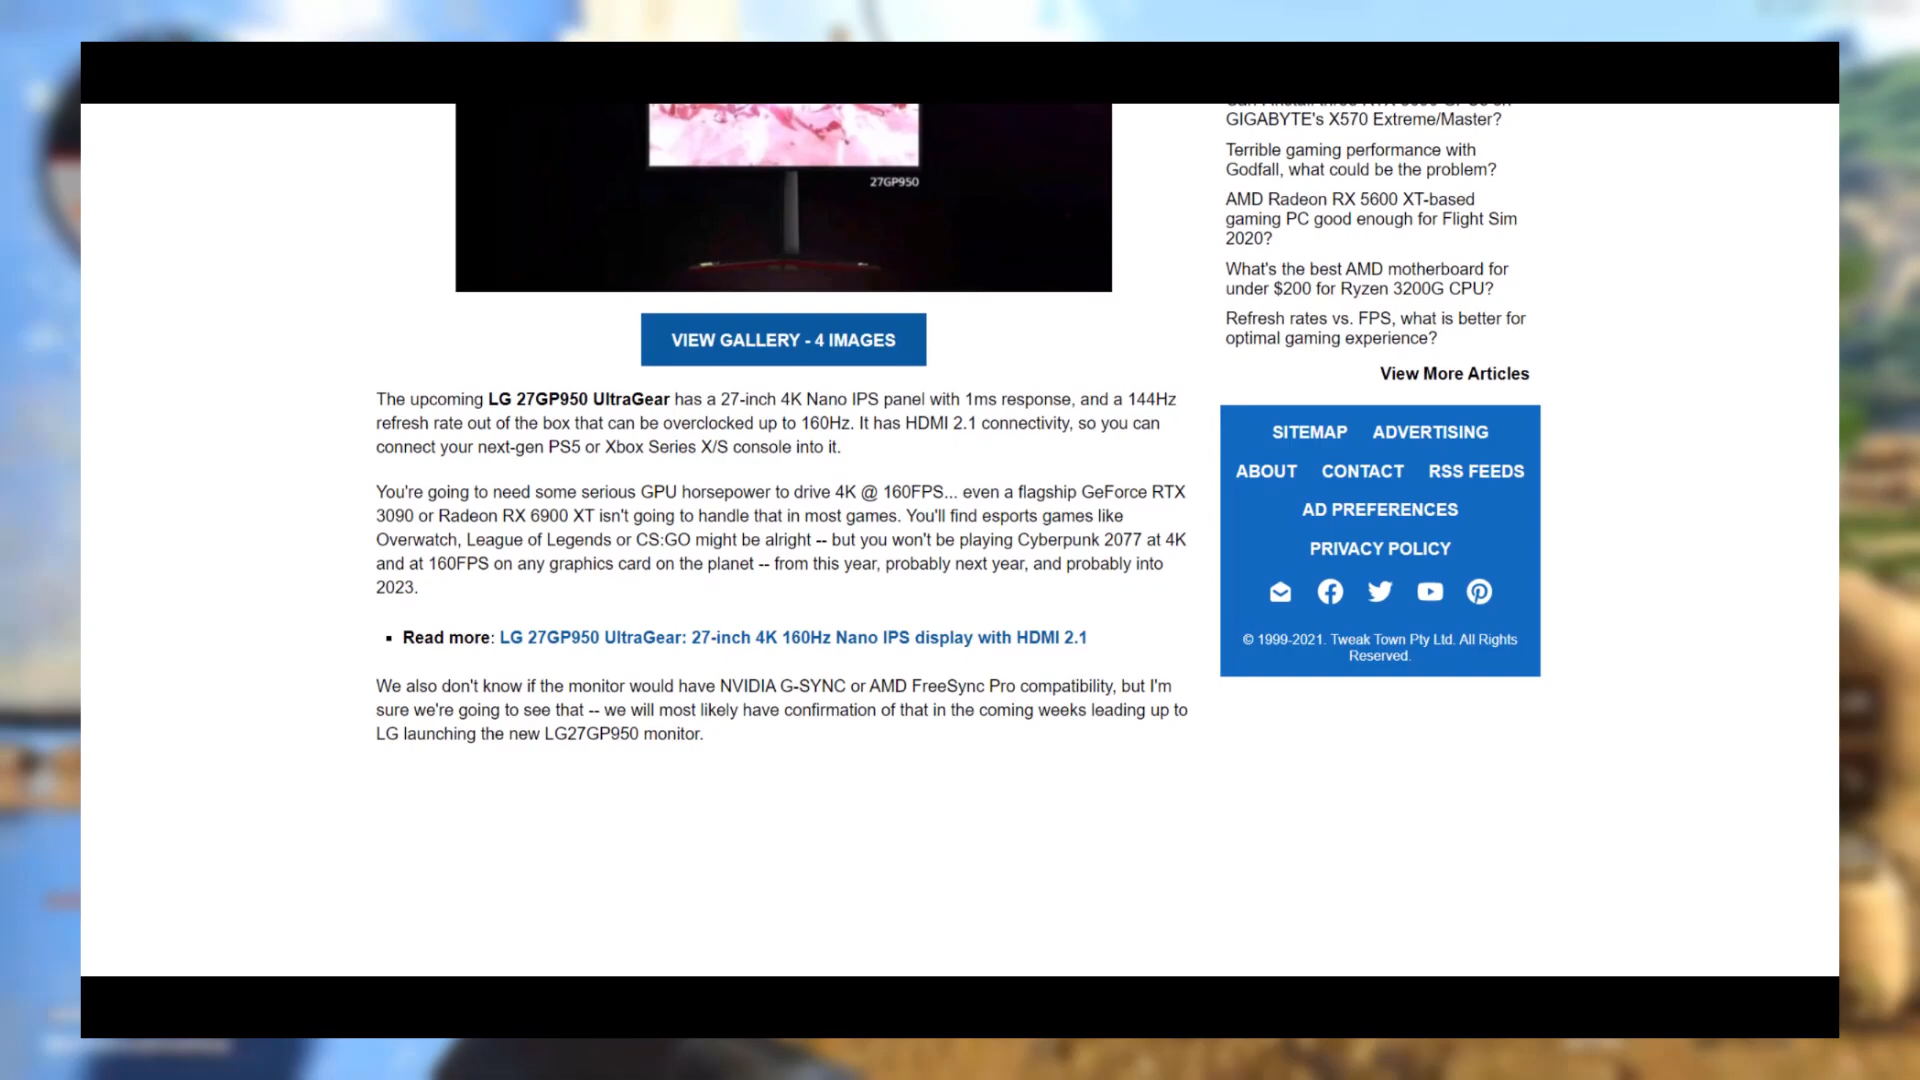 27GP950
VIEW GALLERY - 4 IMAGES
The upcoming LG 27GP950 UltraGear has a 27-inch 4K Nano IPS panel with 1ms response, and a 144Hz
refresh rate out of the box that can be overclocked up to 160Hz. It has HDMI 2.1 connectivity, so you can
connect your next-gen PS5 or Xbox Series X/S console into it.
You're going to need some serious GPU horsepower to drive 4K @ 160FPS... even a flagship GeForce RTX
3090 or Radeon RX 6900 XT isn't going to handle that in most games. You'll find esports games like
Overwatch, League of Legends or CS:GO might be alright -- but you won't be playing Cyberpunk 2077 at 4K
and at 160FPS on any graphics card on the planet -- from this year, probably next year, and probably into
2023.
Read more: LG 27GP950 UltraGear: 27-inch 4K 160Hz Nano IPS display with HDMI 2.1
We also don't know if the monitor would have NVIDIA G-SYNC or AMD FreeSync Pro compatibility, but I'm
sure we're going to see that -- we will most likely have confirmation of that in the coming weeks leading up to
LG launching the new LG27GP950 monitor.
GIGABYTE's X570 Extreme/Master?
Terrible gaming performance with
Godfall, what could be the problem?
AMD Radeon RX 5600 XT-based
gaming PC good enough for Flight Sim
2020?
What's the best AMD motherboard for
under $200 for Ryzen 3200G CPU?
Refresh rates vs. FPS, what is better for
optimal gaming experience?
View More Articles
SITEMAP ADVERTISING
ABOUT CONTACT RSS FEEDS
AD PREFERENCES
PRIVACY POLICY
© 1999-2021. Tweak Town Pty Ltd. All Rights
Reserved.